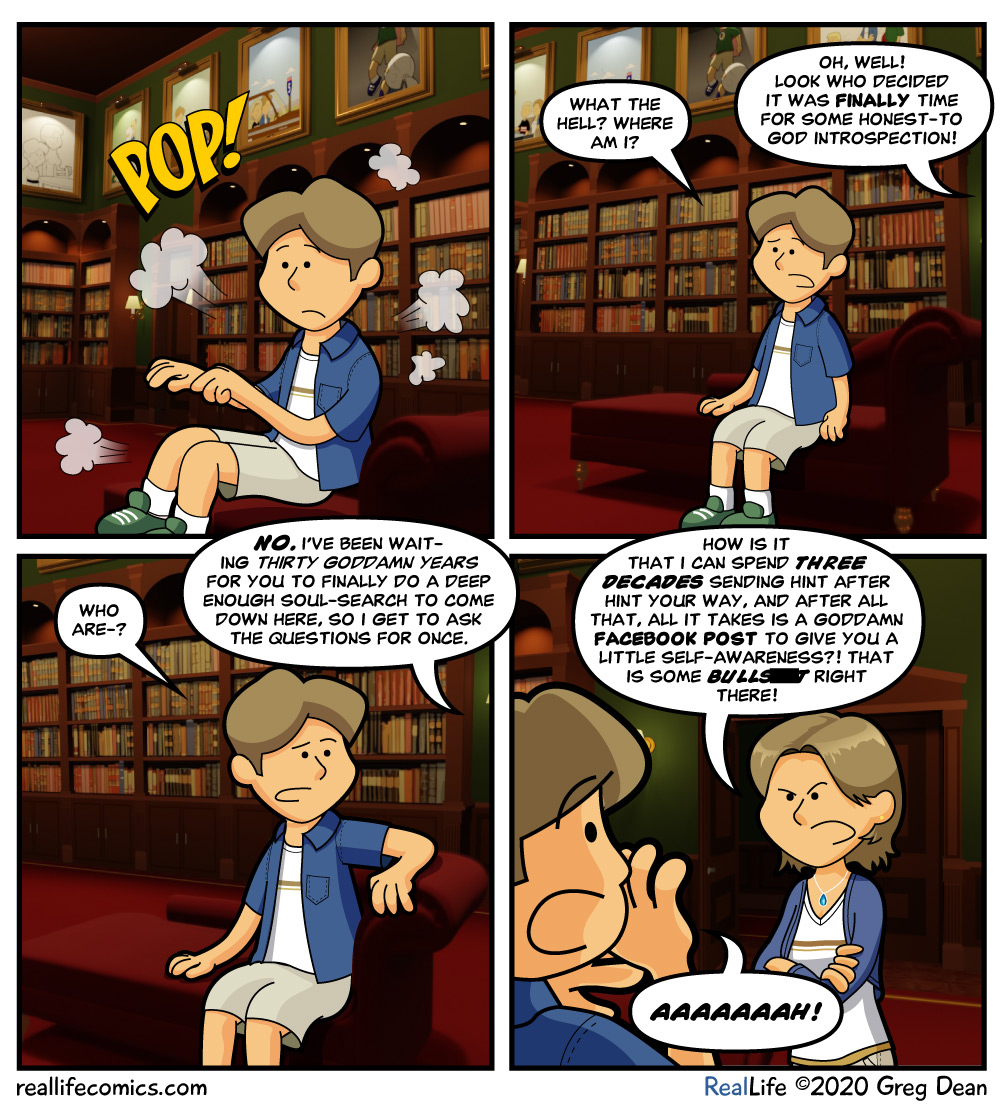 POP!
WHAT THE
HELL? WHERE
AM I?
OH, WELL!
LOOK WHO DECIDED
IT WAS FINALLY TIME
FOR SOME HONEST-TO
GOD INTROSPECTION!
WHO
ARE-?
NO. I'VE BEEN WAIT-
ING THIRTY GODDAMN YEARS
FOR YOU TO FINALLY DO A DEEP
ENOUGH SOUL-SEARCH TO COME
DOWN HERE, SO I GET TO ASK
THE QUESTIONS FOR ONCE.
HOW IS IT
THAT I CAN SPEND THREE
DECADES SENDING HINT AFTER
HINT YOUR WAY, AND AFTER ALL
THAT, ALL IT TAKES IS A GODDAMN
FACEBOOK POST TO GIVE YOU A
LITTLE SELF-AWARENESS?! THAT
IS SOME RIGHT
THERE!
AAAAAAAH!
reallifecomics.com
RealLife ©2020 Greg Dean